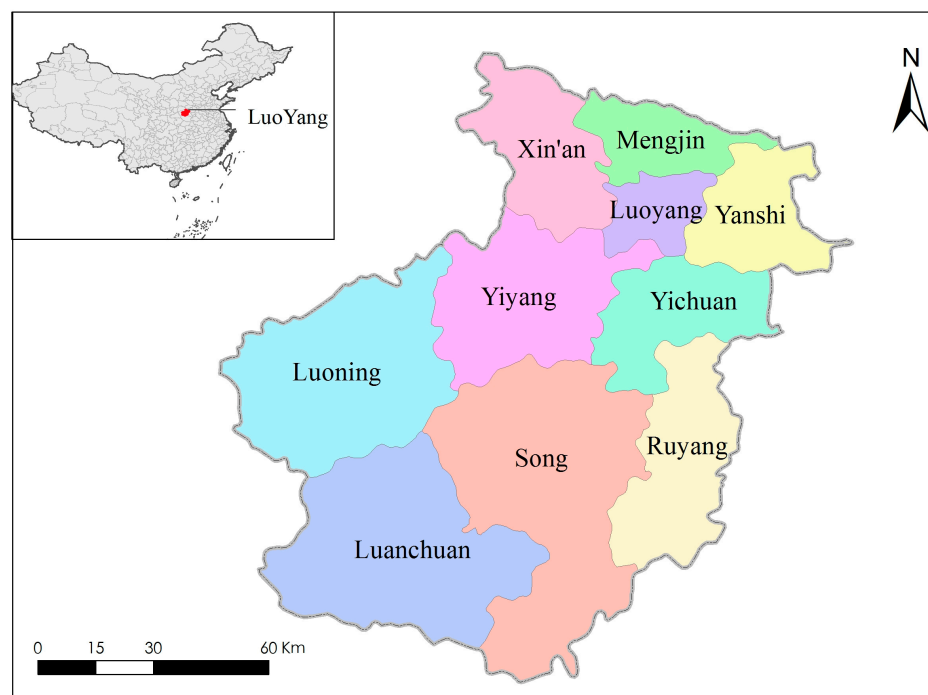 LuoYang
N
Xin'an
Mengjin
Luoyang
Yanshi
Yiyang
Yichuan
Luoning
Song
Ruyang
Luanchuan
0 15 30 60 Km